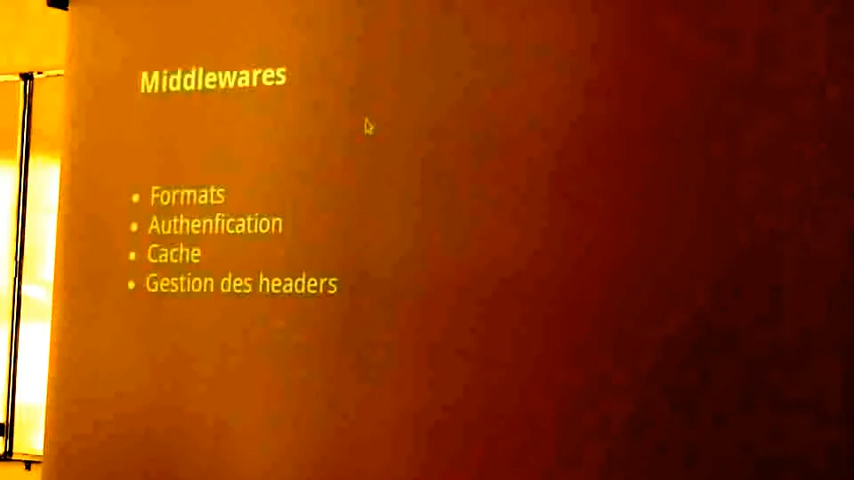 Middlewares
• Formats
• Authenfication
• Cache
• Gestion des headers